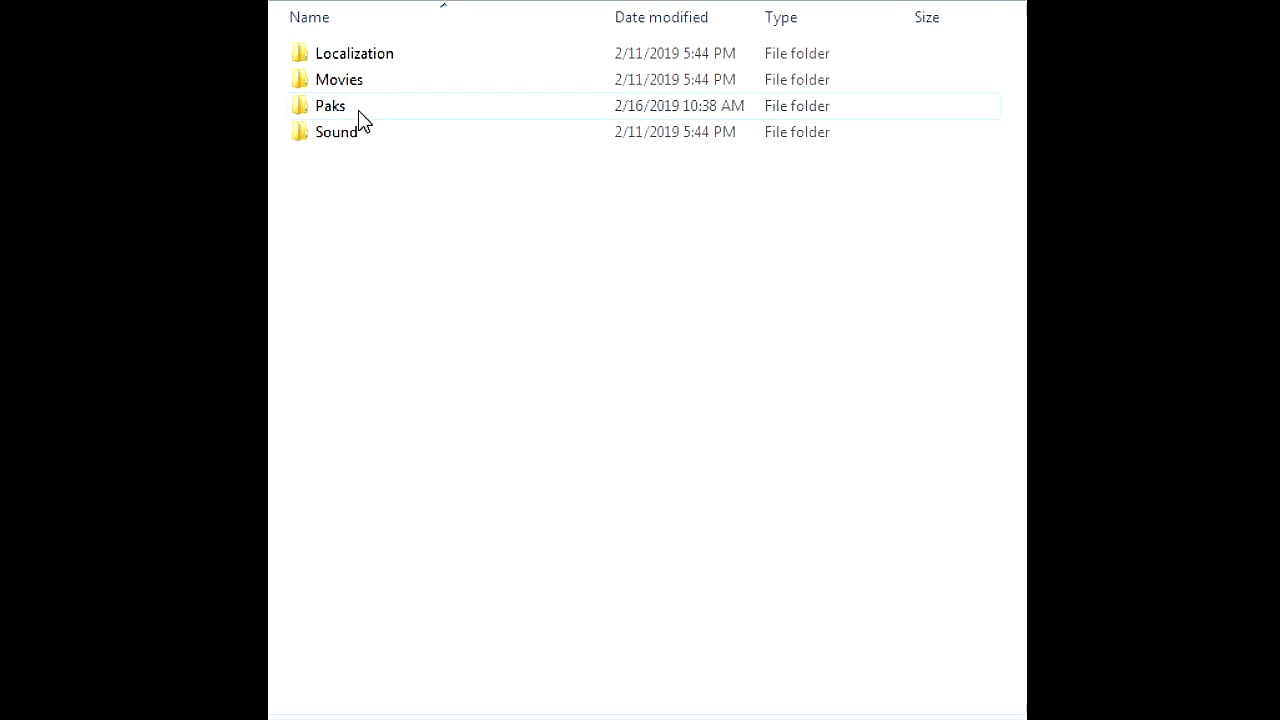 Name Date modified Type Size
Localization 2/11/2019 5:44 PM File folder
Movies 2/11/2019 5:44 PM File folder
Paks 2/16/2019 10:38 AM File folder
Sound 2/11/2019 5:44 PM File folder